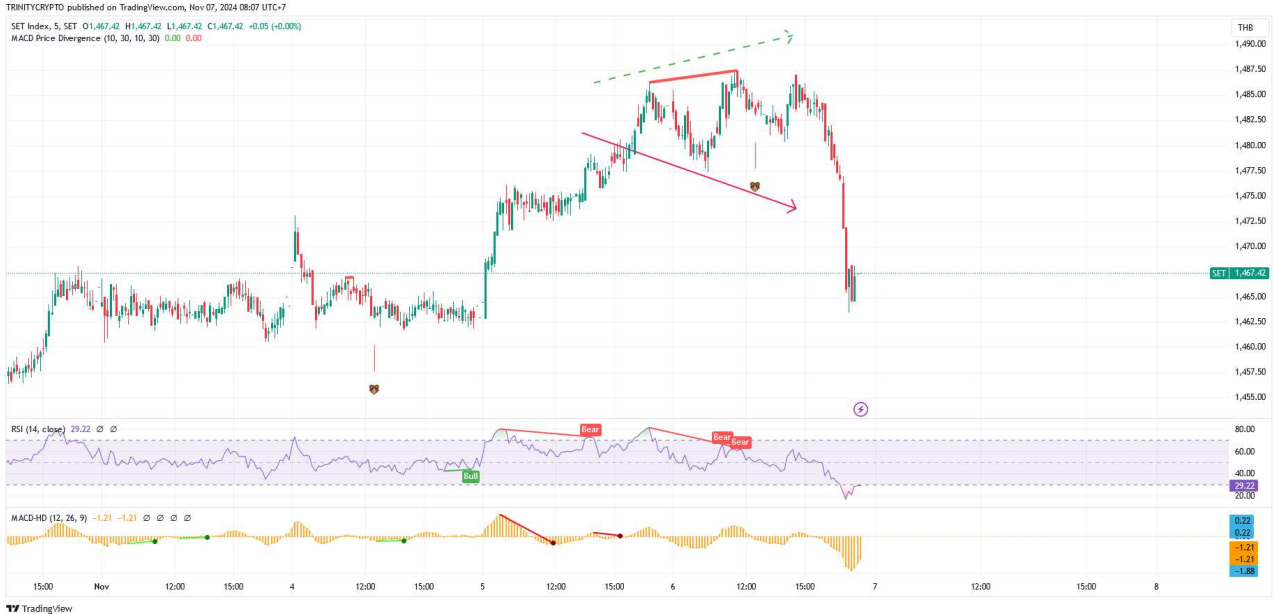 TRINITYCRYPTO published on TradingView.com, Nov 07, 2024 08:07 UTC+7
SET Index, 5, SET O1,467.42 H1,467.42 L1,467.42 C1,467.42 +0.05 (+0.00%)
MACD Price Divergence (10, 30, 10, 30) 0.00 0.00
THB
1,490.00
1,487.50
1,485.00
1,482.50
1,480.00
1,477.50
1,475.00
1,472.50
1,470.00
SET 1,467.42
1,465.00
1,462.50
1,460.00
1,457.50
1,455.00
RSI (14, close) 29.22 Ø Ø
Bear
Bear
Bear
Bull
80.00
60.00
40.00
29.22
20.00
MACD-HD (12, 26, 9) −1.21 −1.21 Ø Ø Ø Ø
0.22
0.22
−1.21
−1.21
−1.88
15:00 Nov 12:00 15:00 4 12:00 15:00 5 12:00 15:00 6 12:00 15:00 7 12:00 15:00 8
TradingView